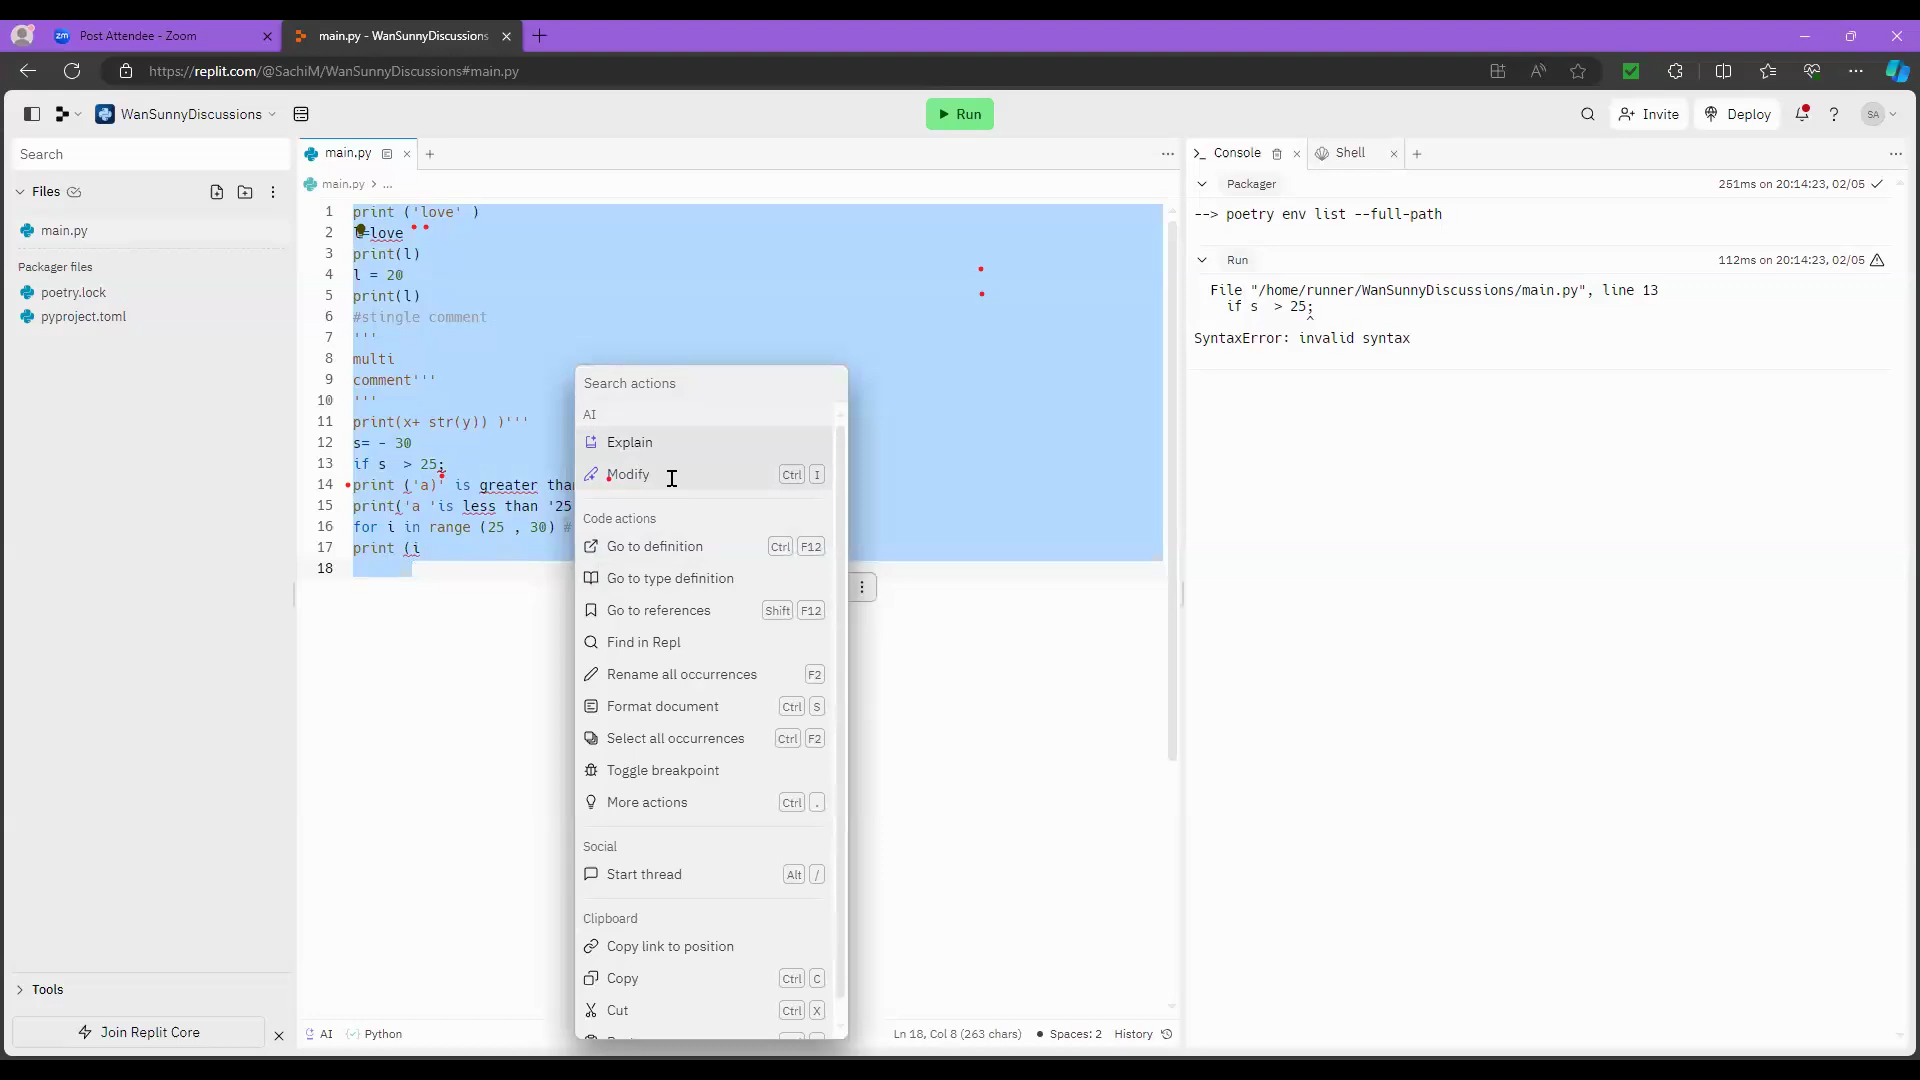 Post Attendee - Zoom
main.py - WanSunnyDiscussions
https://replit.com/@SachiM/WanSunnyDiscussions#main.py
WanSunnyDiscussions
Run
Invite
Deploy
SA
Search
Files
main.py
Packager files
poetry.lock
pyproject.toml
Tools
Join Replit Core
main.py
main.py > ...
1 print ('love' )
2 l=love
3 print(l)
4 l = 20
5 print(l)
6 #stingle comment
7 '''
8 multi
9 comment'''
10 '''
11 print(x+ str(y)) )'''
12 s= - 30
13 if s  > 25;
14 print ('a)' is greater than
15 print('a 'is less than '25
16 for i in range (25 , 30) #
17 print (i
18
Search actions
AI
Explain
Modify Ctrl I
Code actions
Go to definition Ctrl F12
Go to type definition
Go to references Shift F12
Find in Repl
Rename all occurrences F2
Format document Ctrl S
Select all occurrences Ctrl F2
Toggle breakpoint
More actions Ctrl .
Social
Start thread Alt /
Clipboard
Copy link to position
Copy Ctrl C
Cut Ctrl X
AI Python
Ln 18, Col 8 (263 chars) Spaces: 2 History
Console
Shell
Packager 251ms on 20:14:23, 02/05
--> poetry env list --full-path
Run 112ms on 20:14:23, 02/05
File "/home/runner/WanSunnyDiscussions/main.py", line 13
if s  > 25;
^
SyntaxError: invalid syntax